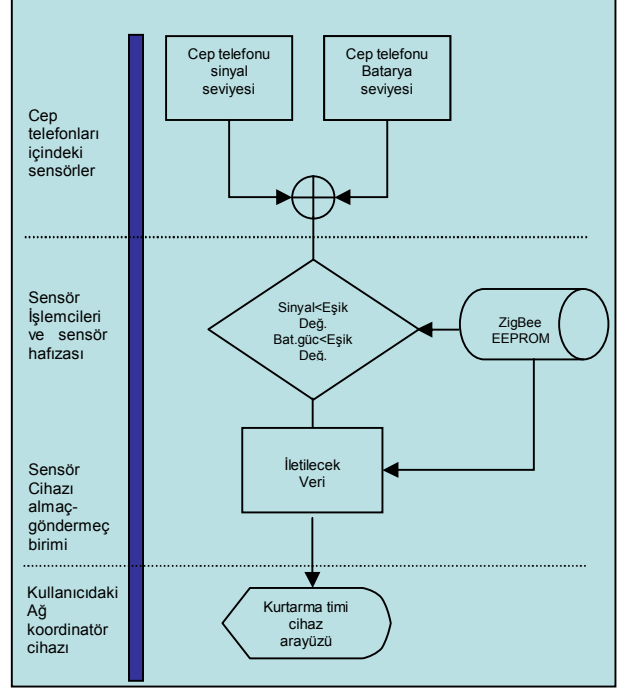 Cep telefonu
sinyal
seviyesi
Cep telefonu
Batarya
seviyesi
Cep
telefonları
içindeki
sensörler
Sensör
İşlemcileri
ve sensör
hafızası
Sinyal<Eşik
Değ.
Bat.güc<Eşik
Değ.
ZigBee
EEPROM
Sensör
Cihazı
almaç-
göndermeç
birimi
İletilecek
Veri
Kullanıcıdaki
Ağ
koordinatör
cihazı
Kurtarma timi
cihaz
arayüzü